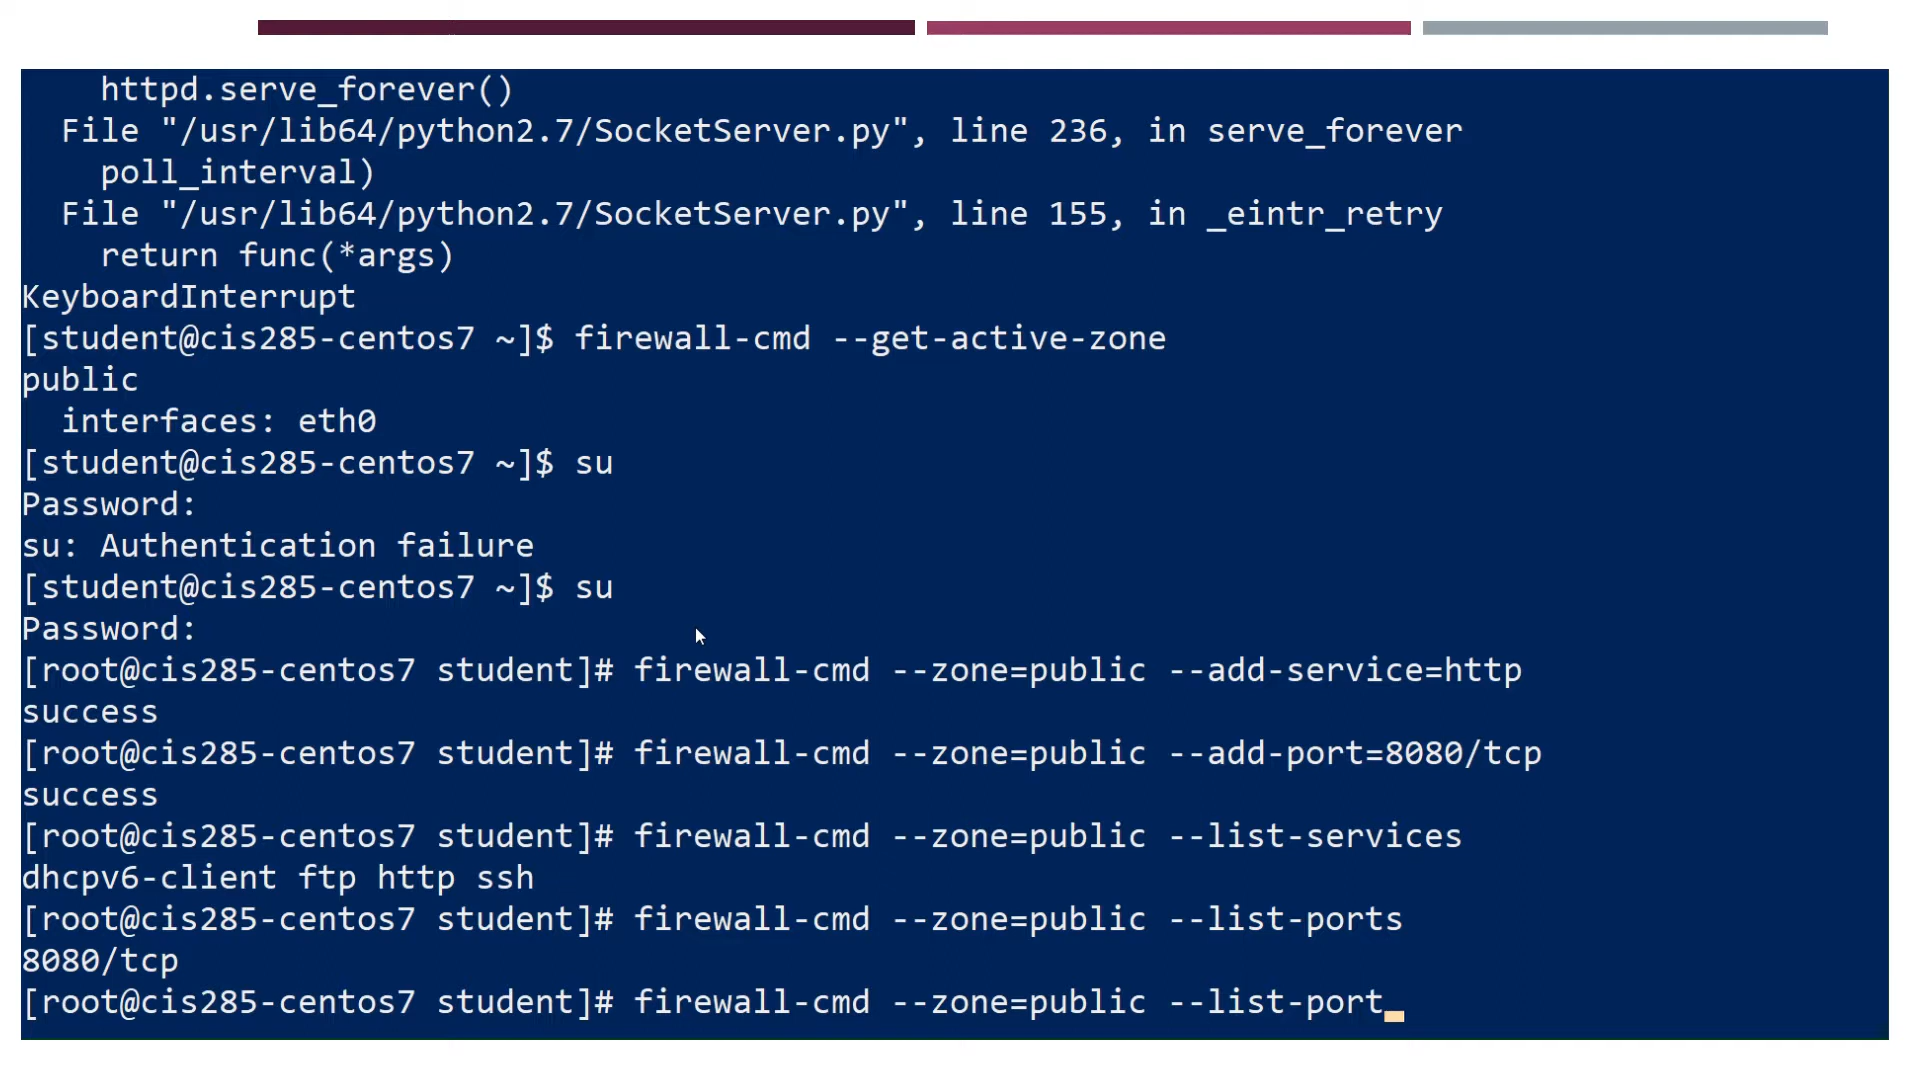 httpd.serve_forever()
File "/usr/lib64/python2.7/SocketServer.py", line 236, in serve_forever
poll_interval)
File "/usr/lib64/python2.7/SocketServer.py", line 155, in _eintr_retry
return func(*args)
KeyboardInterrupt
[student@cis285-centos7 ~]$ firewall-cmd --get-active-zone
public
interfaces: eth0
[student@cis285-centos7 ~]$ su
Password:
su: Authentication failure
[student@cis285-centos7 ~]$ su
Password:
[root@cis285-centos7 student]# firewall-cmd --zone=public --add-service=http
success
[root@cis285-centos7 student]# firewall-cmd --zone=public --add-port=8080/tcp
success
[root@cis285-centos7 student]# firewall-cmd --zone=public --list-services
dhcpv6-client ftp http ssh
[root@cis285-centos7 student]# firewall-cmd --zone=public --list-ports
8080/tcp
[root@cis285-centos7 student]# firewall-cmd --zone=public --list-port